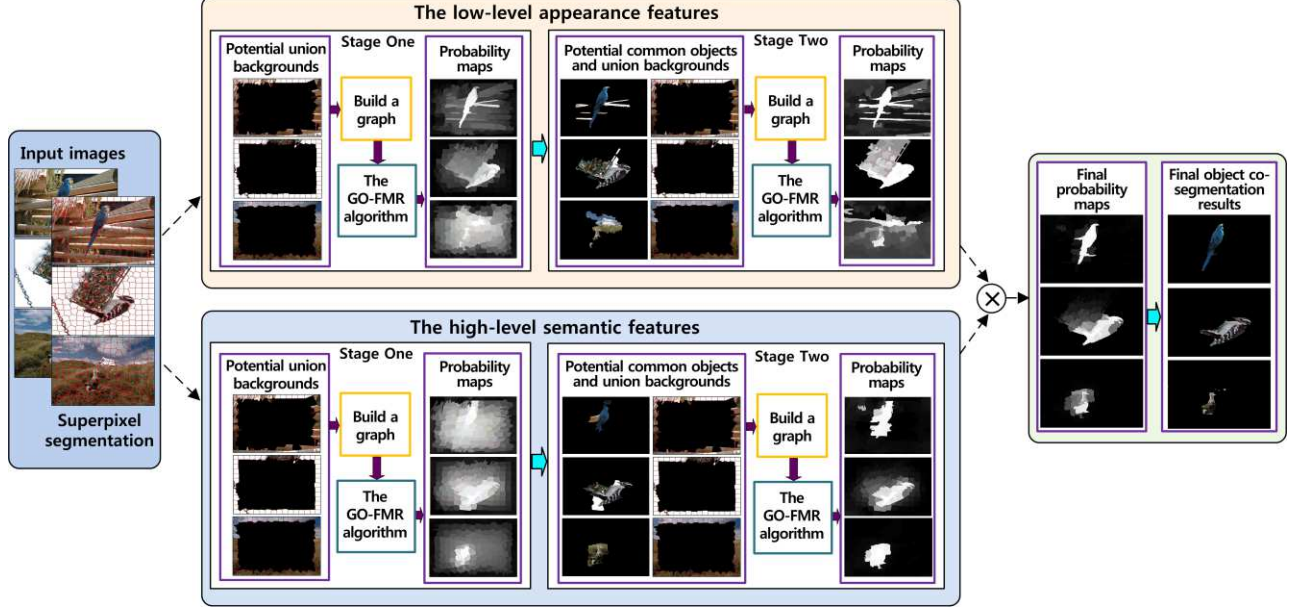 Input images
Superpixel
segmentation
The low-level appearance features
Stage One
Potential union
backgrounds
Build a
graph
The
GO-FMR
algorithm
Probability
maps
Stage Two
Potential common objects
and union backgrounds
Build a
graph
The
GO-FMR
algorithm
Probability
maps
The high-level semantic features
Stage One
Potential union
backgrounds
Build a
graph
The
GO-FMR
algorithm
Probability
maps
Stage Two
Potential common objects
and union backgrounds
Build a
graph
The
GO-FMR
algorithm
Probability
maps
Final
probability
maps
Final object co-
segmentation
results